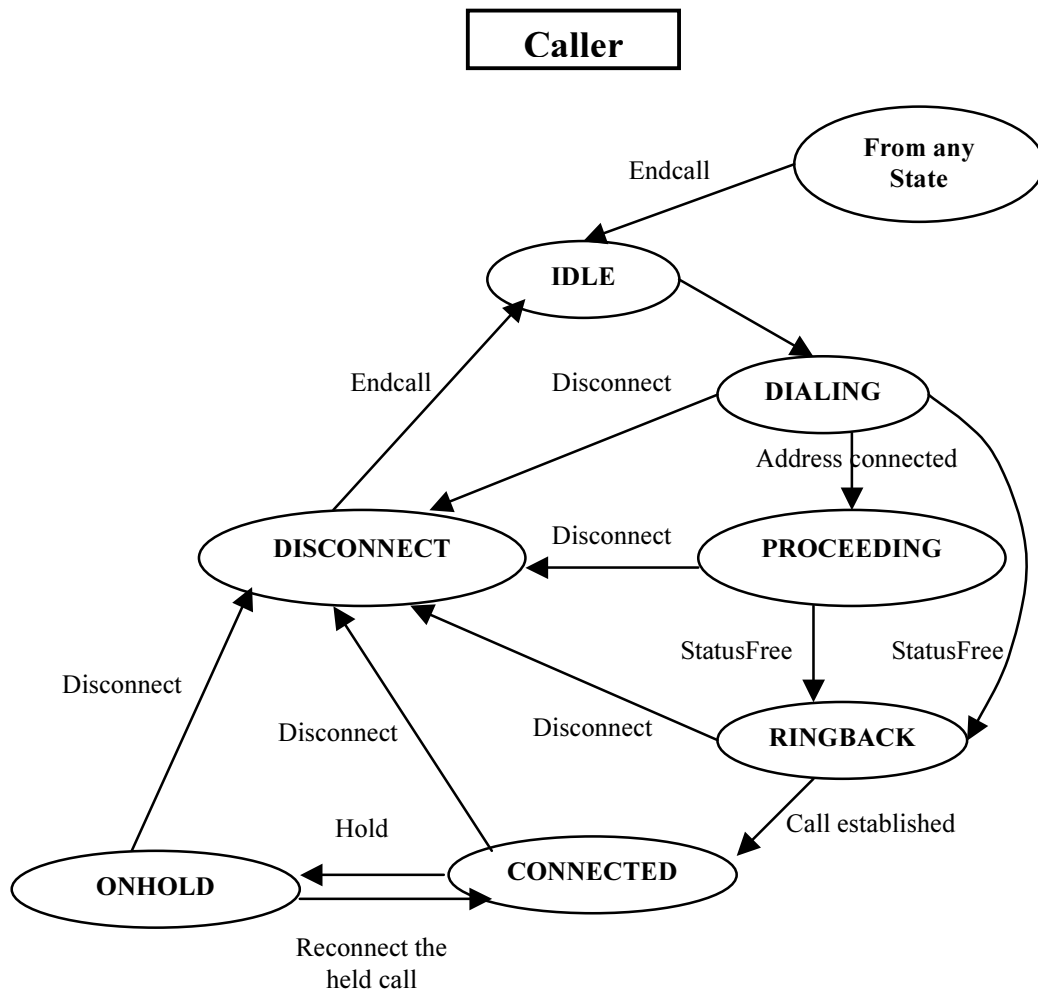 Caller
From any
State
Endcall
IDLE
Endcall
Disconnect
DIALING
Address connected
DISCONNECT
Disconnect
PROCEEDING
StatusFree
StatusFree
Disconnect
Disconnect
Disconnect
RINGBACK
Hold
Call established
ONHOLD
CONNECTED
Reconnect the
held call